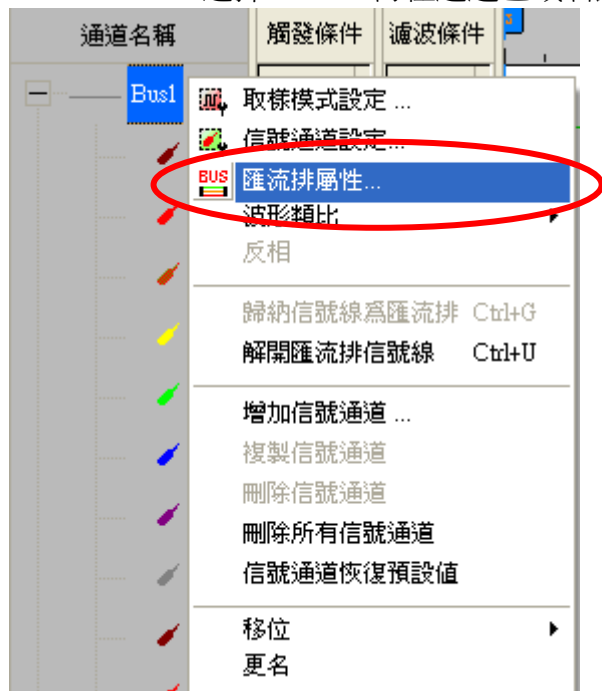 通道名稱 觸發條件 濾波條件
Bus1
取樣模式設定 ...
信號通道設定...
BUS 匯流排屬性...
波形類比
反相
歸納信號線爲匯流排 Ctrl+G
解開匯流排信號線 Ctrl+U
增加信號通道 ...
複製信號通道
刪除信號通道
刪除所有信號通道
信號通道恢復預設値
移位
更名